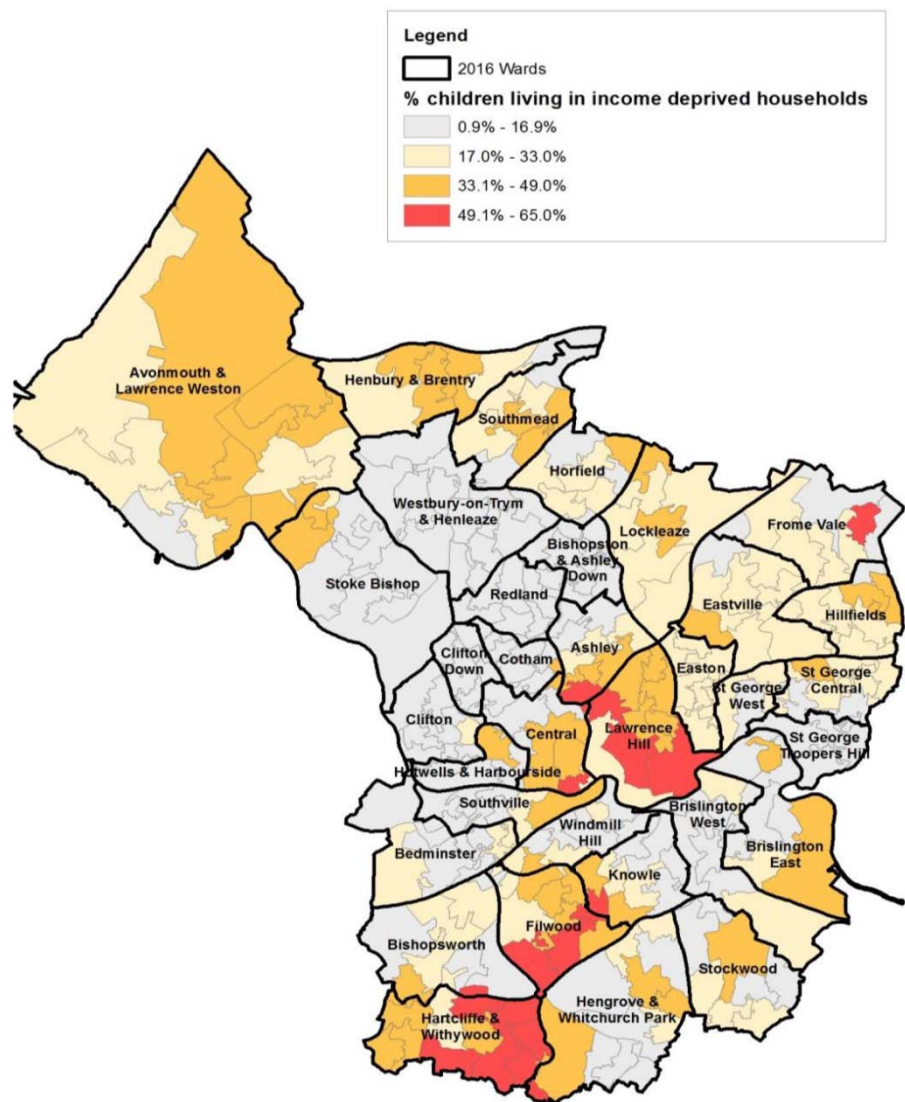 Legend
2016 Wards
% children living in income deprived households
0.9% - 16.9%
17.0% - 33.0%
33.1% - 49.0%
49.1% - 65.0%
Avonmouth &
Lawrence Weston
Henbury & Brentry
Southmead
Horfield
Westbury-on-Trym
& Henleaze
Lockleaze
Frome Vale
Bishopston
& Ashley
Down
Stoke Bishop
Redland
Eastville
Hillfields
Ashley
Clifton
Down
Cotham
Easton
St George
Central
St George
West
Clifton
Central
Lawrence
Hill
St George
Troopers Hill
Hotwells & Harbourside
Southville
Brislington
West
Windmill
Hill
Bedminster
Brislington
East
Knowle
Filwood
Bishopsworth
Stockwood
Hengrove &
Whitchurch Park
Hartcliffe &
Withywood